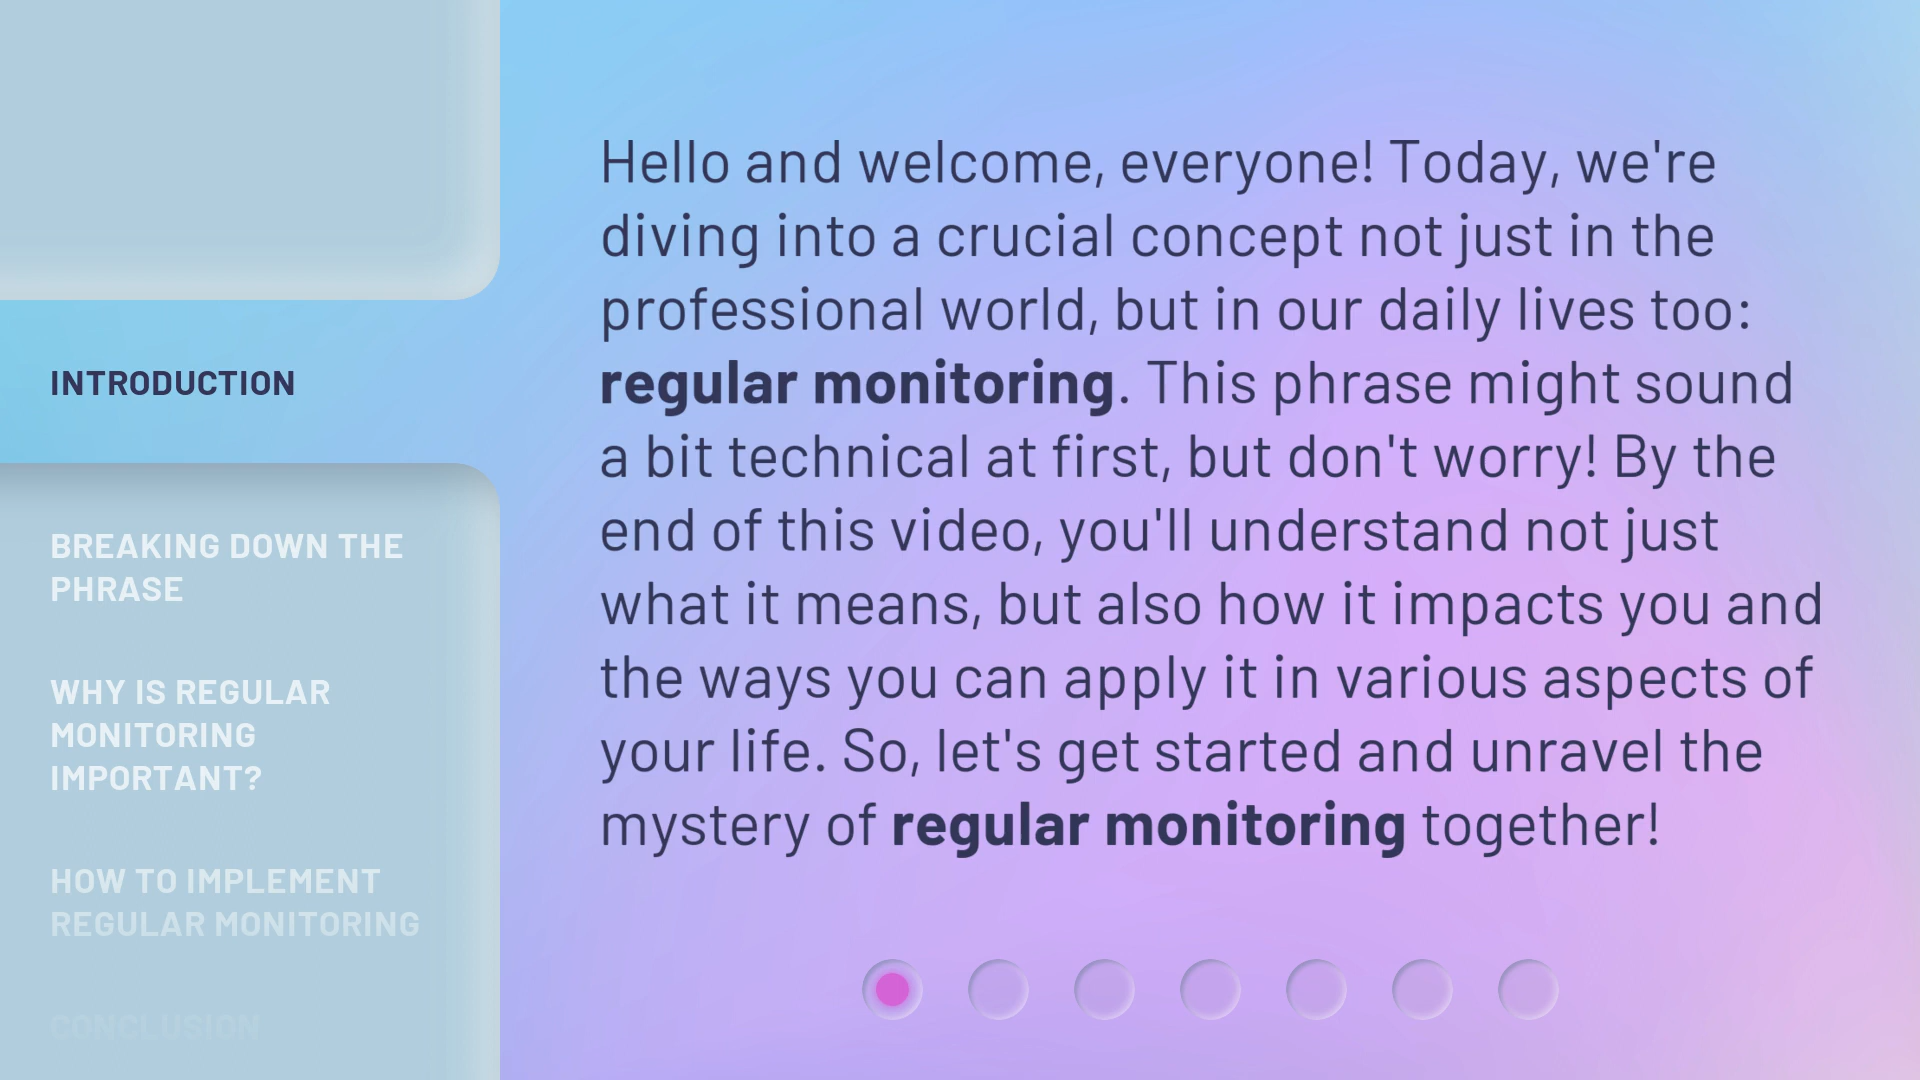 INTRODUCTION
BREAKING DOWN THE
PHRASE
WHY IS REGULAR
MONITORING
IMPORTANT?
HOW TO IMPLEMENT
REGULAR MONITORING
CONCLUSION
Hello and welcome, everyone! Today, we're
diving into a crucial concept not just in the
professional world, but in our daily lives too:
regular monitoring. This phrase might sound
a bit technical at first, but don't worry! By the
end of this video, you'll understand not just
what it means, but also how it impacts you and
the ways you can apply it in various aspects of
your life. So, let's get started and unravel the
mystery of regular monitoring together!